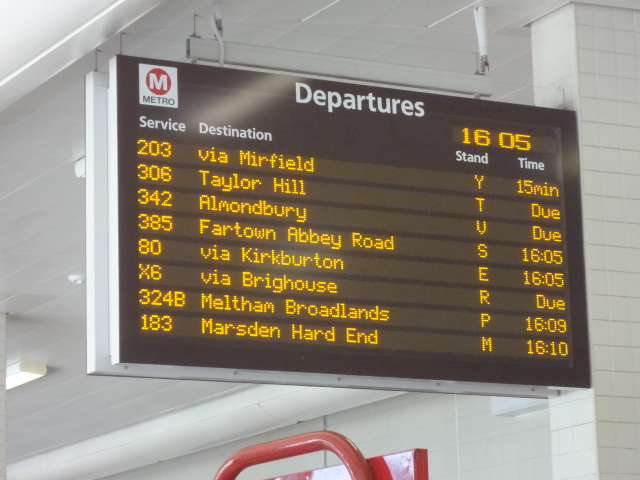 M
METRO
Departures
16 05
Service Destination Stand Time
203 via Mirfield Y 15min
306 Taylor Hill T Due
342 Almondbury V Due
385 Fartown Abbey Road S 16:05
80 via Kirkburton E 16:05
X6 via Brighouse R Due
324B Meltham Broadlands P 16:09
183 Marsden Hard End M 16:10